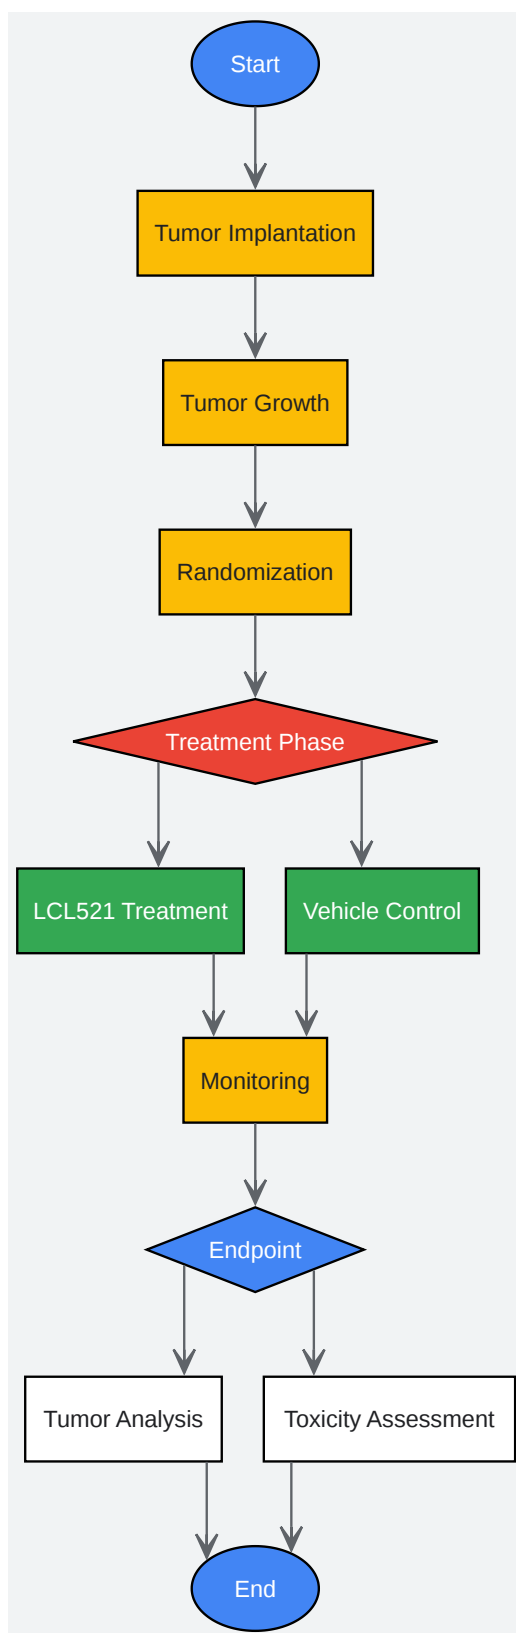 Start
Tumor Implantation
Tumor Growth
Randomization
Treatment Phase
LCL521 Treatment
Vehicle Control
Monitoring
Endpoint
Tumor Analysis
Toxicity Assessment
End